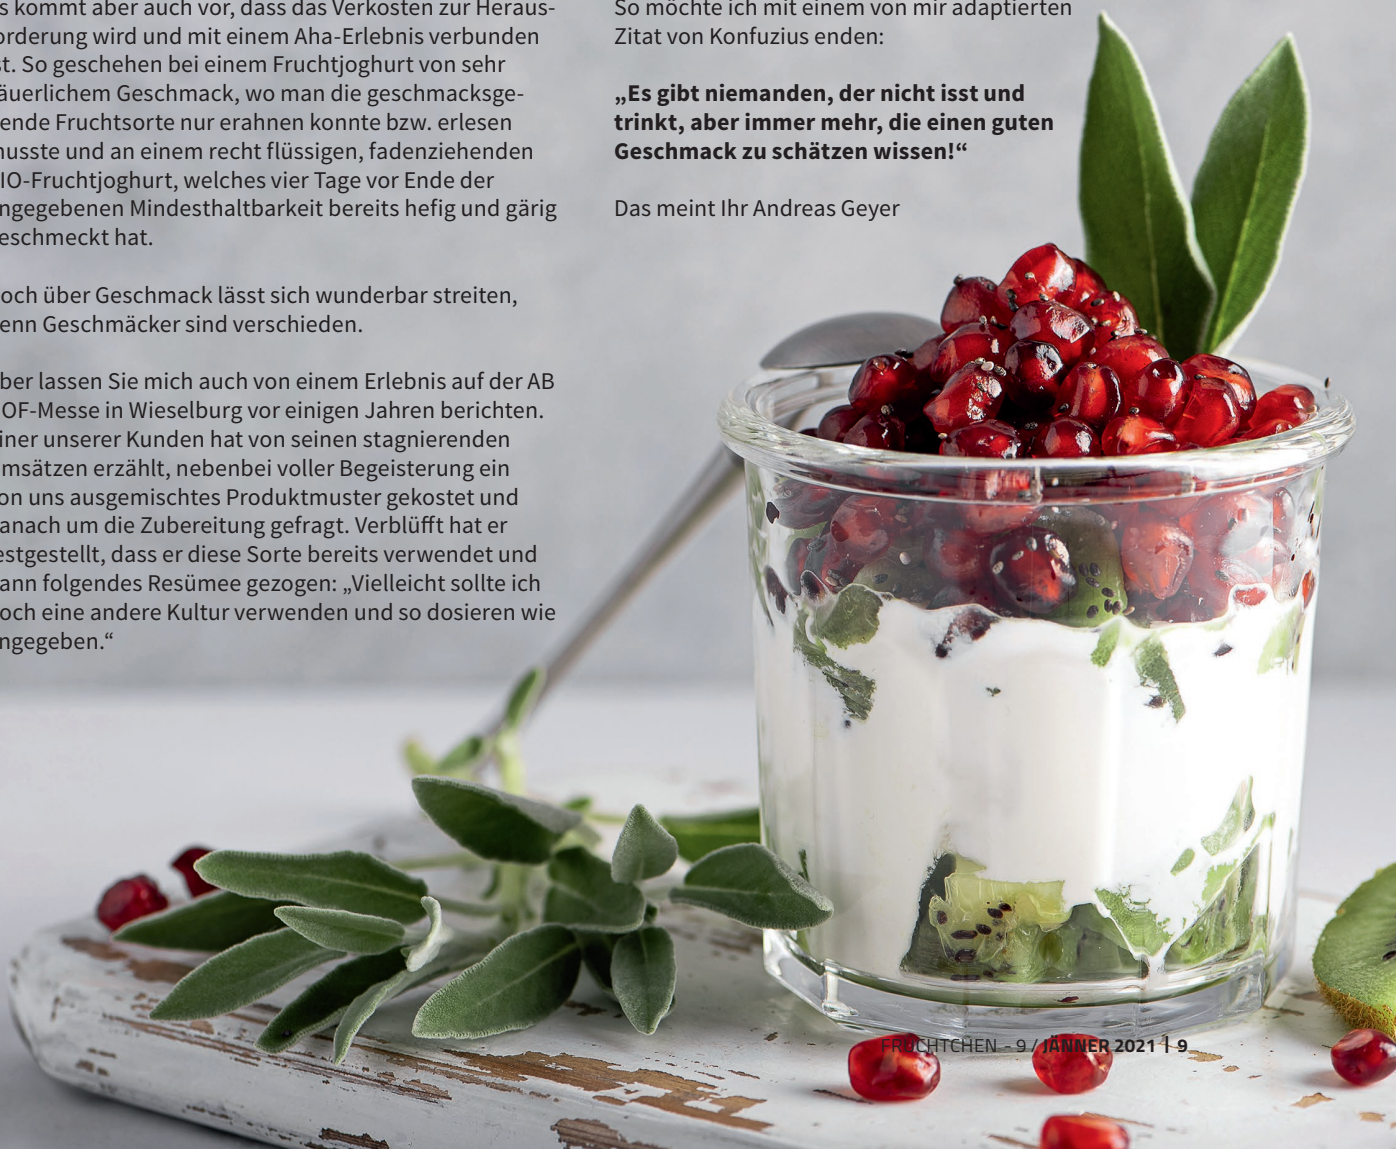 s kommt aber auch vor, dass das Verkosten zur Heraus-
orderung wird und mit einem Aha-Erlebnis verbunden
st. So geschehen bei einem Fruchtjoghurt von sehr
äuerlichem Geschmack, wo man die geschmacksge-
ende Fruchtsorte nur erahnen konnte bzw. erlesen
nusste und an einem recht flüssigen, fadenziehenden
IO-Fruchtjoghurt, welches vier Tage vor Ende der
ngegebenen Mindesthaltbarkeit bereits hefig und gärig
eschmeckt hat.
och über Geschmack lässt sich wunderbar streiten,
enn Geschmäcker sind verschieden.
ber lassen Sie mich auch von einem Erlebnis auf der AB
OF-Messe in Wieselburg vor einigen Jahren berichten.
iner unserer Kunden hat von seinen stagnierenden
msätzen erzählt, nebenbei voller Begeisterung ein
on uns ausgemischtes Produktmuster gekostet und
anach um die Zubereitung gefragt. Verblüfft hat er
estgestellt, dass er diese Sorte bereits verwendet und
ann folgendes Resümee gezogen: „Vielleicht sollte ich
och eine andere Kultur verwenden und so dosieren wie
ngegeben.“
So möchte ich mit einem von mir adaptierten
Zitat von Konfuzius enden:
„Es gibt niemanden, der nicht isst und
trinkt, aber immer mehr, die einen guten
Geschmack zu schätzen wissen!“
Das meint Ihr Andreas Geyer
FRÜCHTCHEN - 9 / JÄNNER 2021 | 9